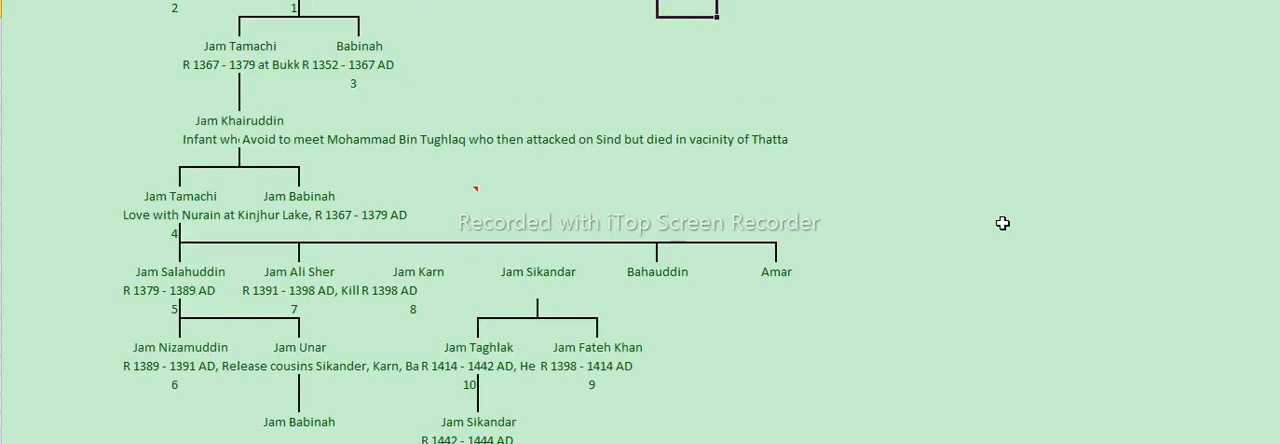 2 1
Jam Tamachi Babinah
R 1367 - 1379 at Bukk R 1352 - 1367 AD
3
Jam Khairuddin
Infant wh Avoid to meet Mohammad Bin Tughlaq who then attacked on Sind but died in vacinity of Thatta
Jam Tamachi Jam Babinah
Love with Nurain at Kinjhur Lake, R 1367 - 1379 AD
Recorded with iTop Screen Recorder
4
Jam Salahuddin Jam Ali Sher Jam Karn Jam Sikandar Bahauddin Amar
R 1379 - 1389 AD R 1391 - 1398 AD, Kill R 1398 AD
5 7 8
Jam Nizamuddin Jam Unar Jam Taghlak Jam Fateh Khan
R 1389 - 1391 AD, Release cousins Sikander, Karn, Ba R 1414 - 1442 AD, He R 1398 - 1414 AD
6 10 9
Jam Babinah Jam Sikandar
R 1442 - 1444 AD